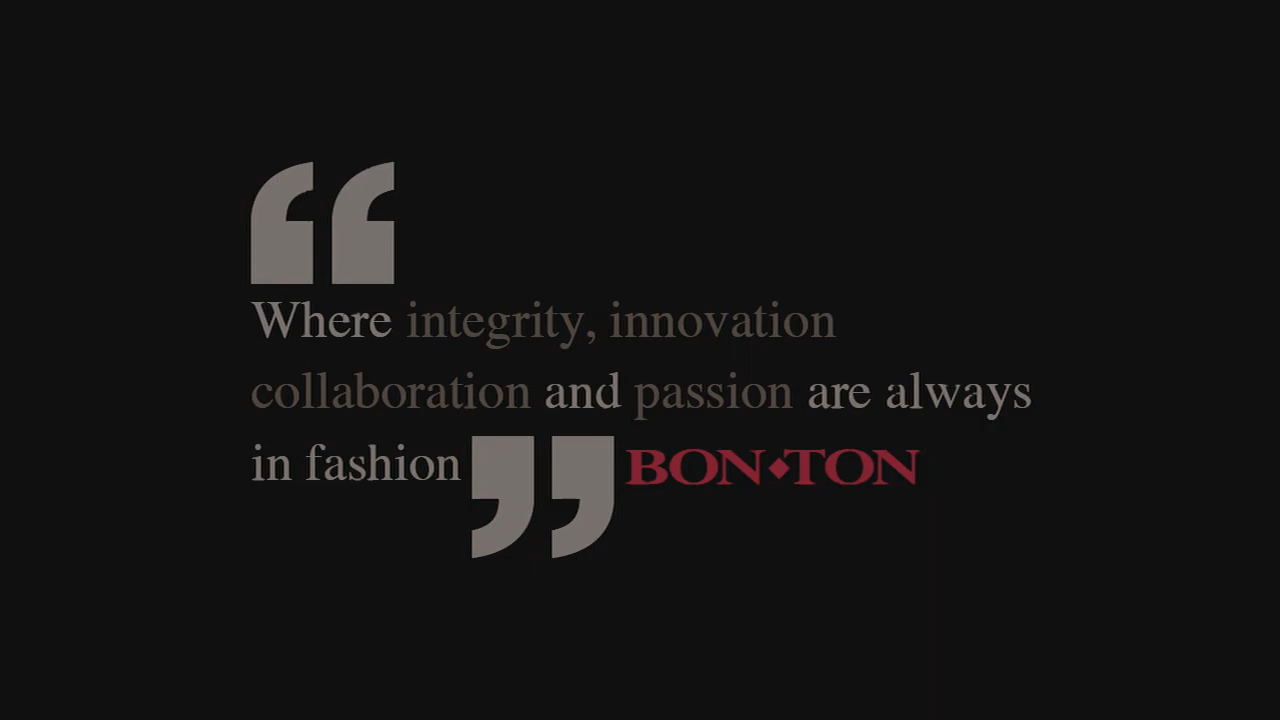 “
Where integrity, innovation
collaboration and passion are always
in fashion ” BON◆TON